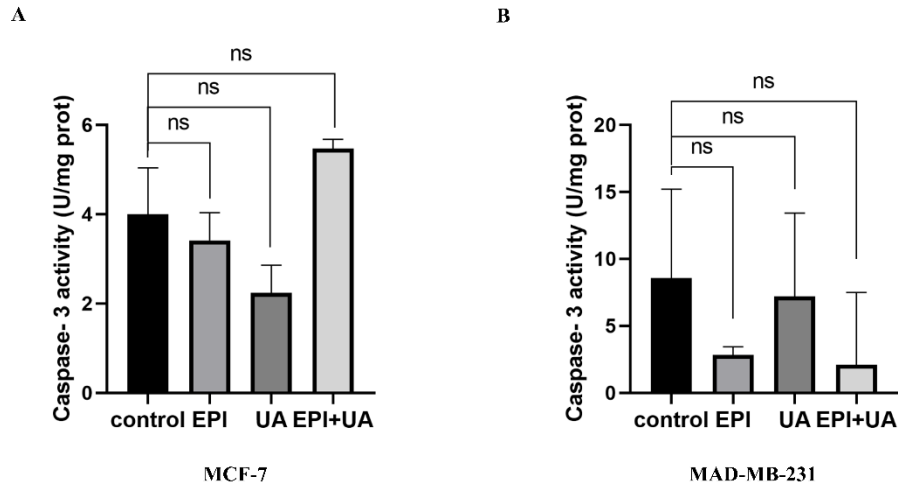 A
ns
ns
ns
Caspase- 3 activity (U/mg prot)
6
4
2
0
control EPI UA EPI+UA
MCF-7
B
ns
ns
ns
Caspase- 3 activity (U/mg prot)
20
15
10
5
0
control EPI UA EPI+UA
MAD-MB-231